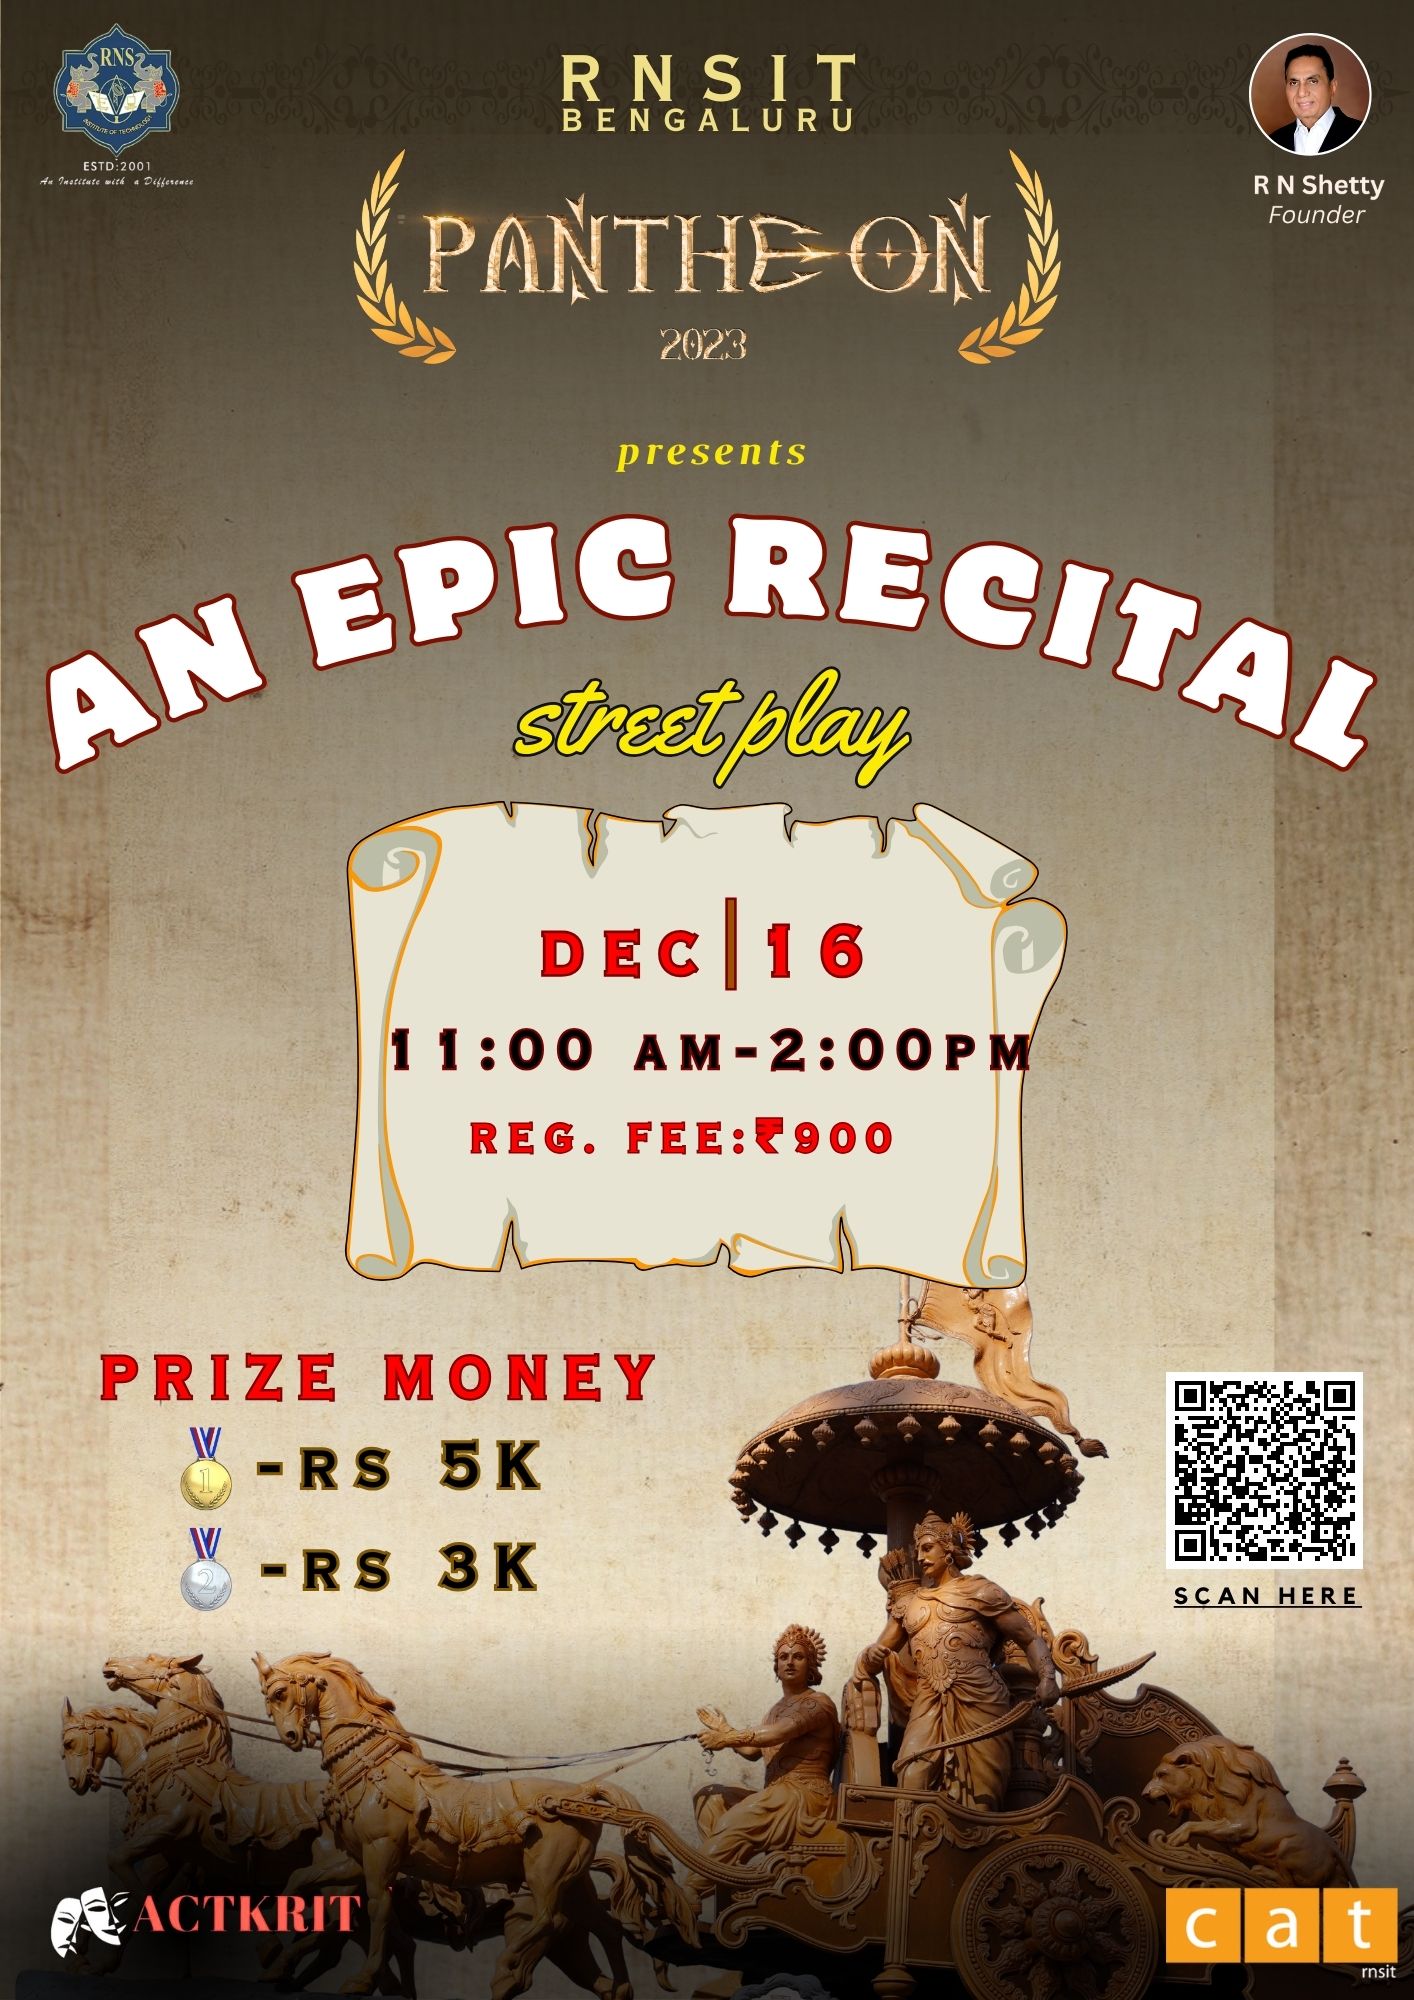 RNS
INSTITUTE OF TECHNOLOGY
ESTD:2001
An Institute with a Difference
RNSIT
BENGALURU
R N Shetty
Founder
PANTHEON
2023
presents
AN EPIC RECITAL
street play
DEC|16
11:00 AM-2:00PM
REG. FEE:₹900
PRIZE MONEY
1 -RS 5K
2 -RS 3K
SCAN HERE
ACTKRIT
cat
rnsit